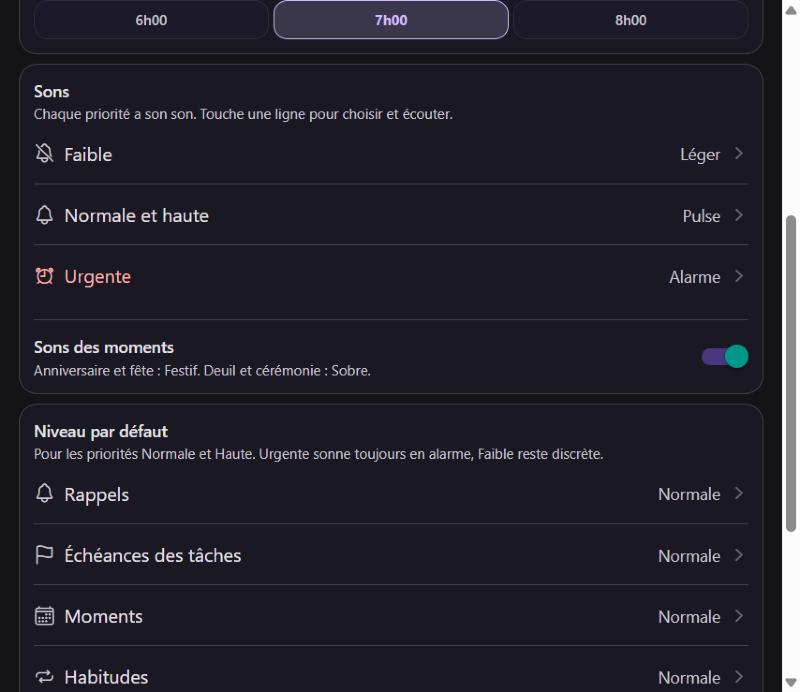 6h00 7h00 8h00
Sons
Chaque priorité a son son. Touche une ligne pour choisir et écouter.
Faible Léger
Normale et haute Pulse
Urgente Alarme
Sons des moments
Anniversaire et fête : Festif. Deuil et cérémonie : Sobre.
Niveau par défaut
Pour les priorités Normale et Haute. Urgente sonne toujours en alarme, Faible reste discrète.
Rappels Normale
Échéances des tâches Normale
Moments Normale
Habitudes Normale